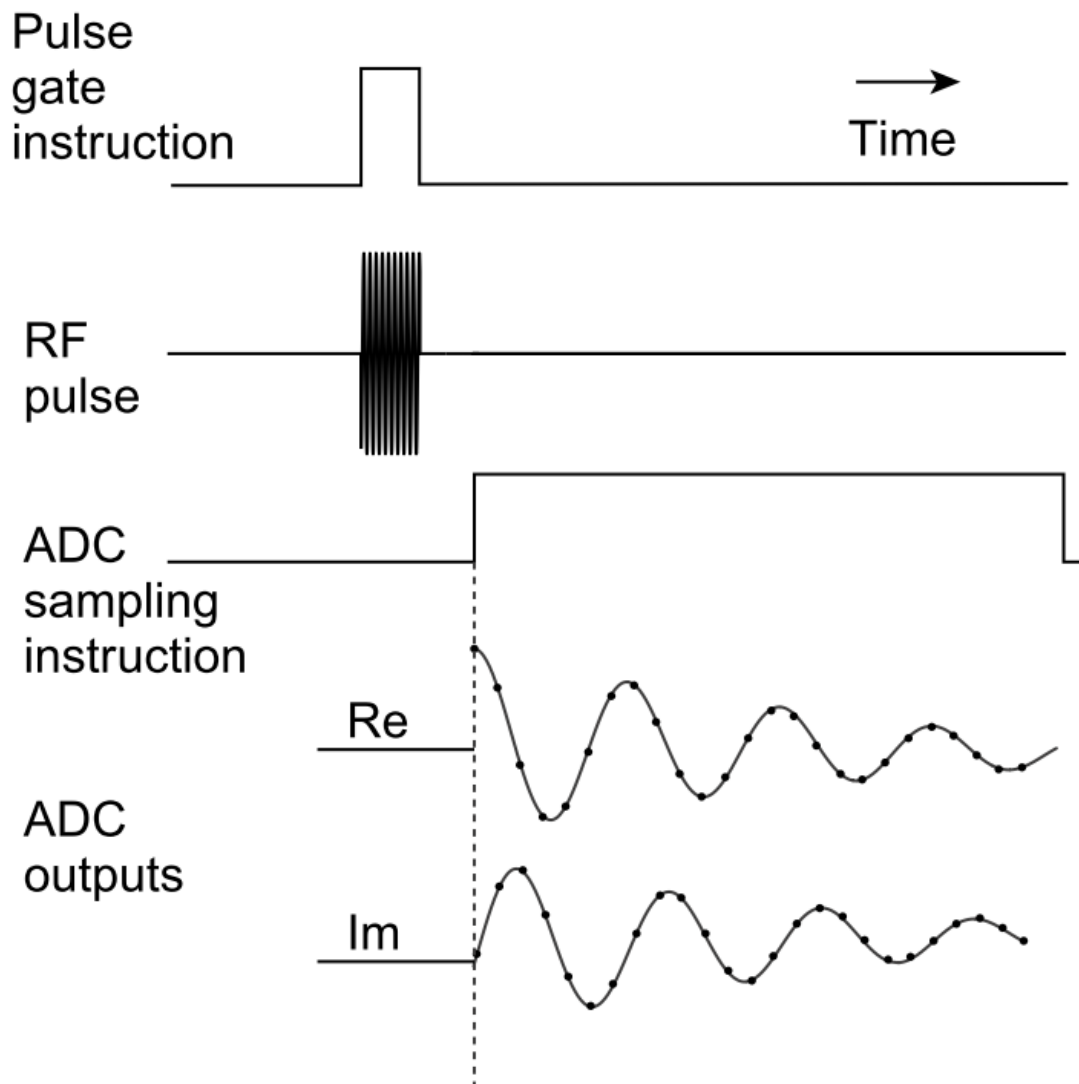 Pulse
gate
instruction
Time
RF
pulse
ADC
sampling
instruction
Re
ADC
outputs
Im